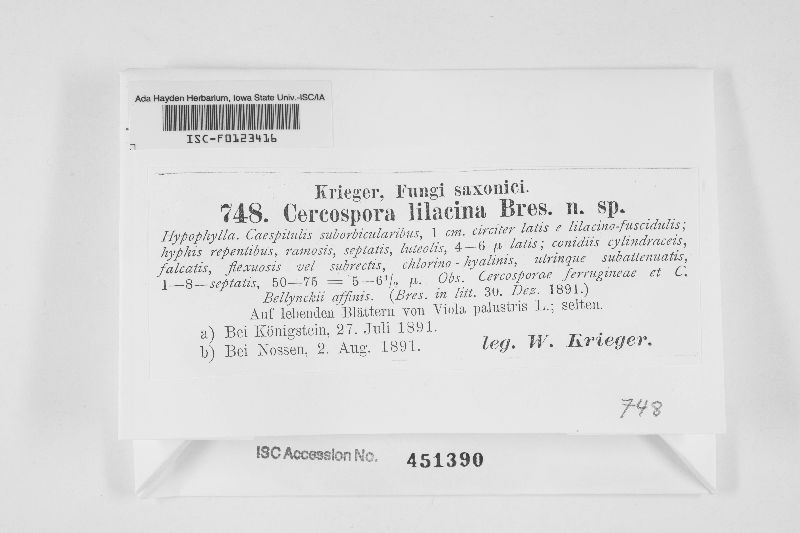 Ada Hayden Herbarium, Iowa State Univ.-ISC/IA
ISC-F0123416
Krieger, Fungi saxonici.
748. Cercospora lilacina Bres. n. sp.
Hypophylla. Caespitulis suborbicularibus, 1 cm. circiter latis e lilacino-fuscidulis;
hyphis repentibus, ramosis, septatis, luteolis, 4—6 µ latis; conidiis cylindraceis,
falcatis, flexuosis vel subrectis, chlorino-hyalinis, utrinque subattenuatis,
1—8—septatis, 50—75 = 5—6½ µ. Obs. Cercosporae ferrugineae et C.
Bellynckii affinis. (Bres. in litt. 30. Dez. 1891.)
Auf lebenden Blättern von Viola palustris L.; selten.
a) Bei Königstein, 27. Juli 1891.
b) Bei Nossen, 2. Aug. 1891. leg. W. Krieger.
748
ISC Accession No. 451390